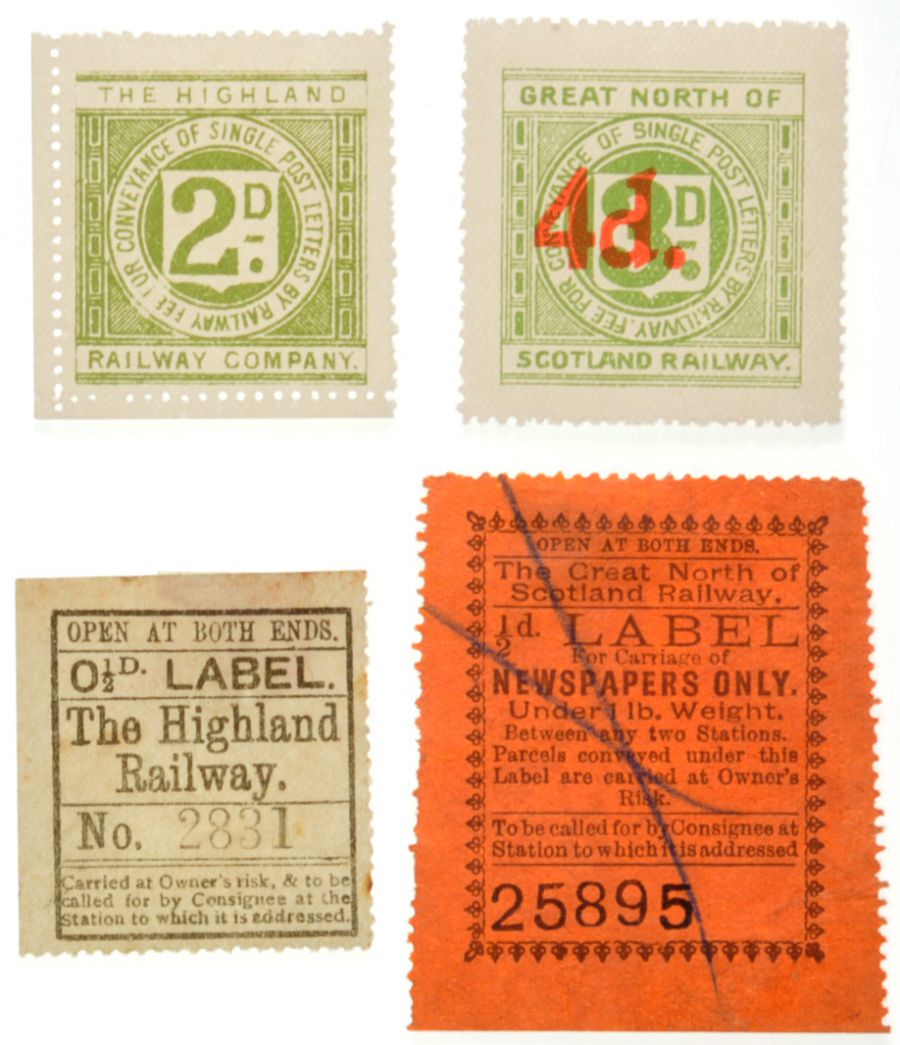 THE HIGHLAND
FEE FOR CONVEYANCE OF SINGLE POST LETTERS BY RAILWAY
2D.
RAILWAY COMPANY.
GREAT NORTH OF
FEE FOR CONVEYANCE OF SINGLE POST LETTERS BY RAILWAY.
3D.
4d.
SCOTLAND RAILWAY.
OPEN AT BOTH ENDS.
0½D. LABEL.
The Highland
Railway.
No. 2831
Carried at Owner's risk, & to be
called for by Consignee at the
Station to which it is addressed.
OPEN AT BOTH ENDS.
The Great North of
Scotland Railway.
½d. LABEL
For Carriage of
NEWSPAPERS ONLY.
Under 1 lb. Weight.
Between any two Stations.
Parcels conveyed under this
Label are carried at Owner's
Risk.
To be called for by Consignee at
Station to which it is addressed
25895